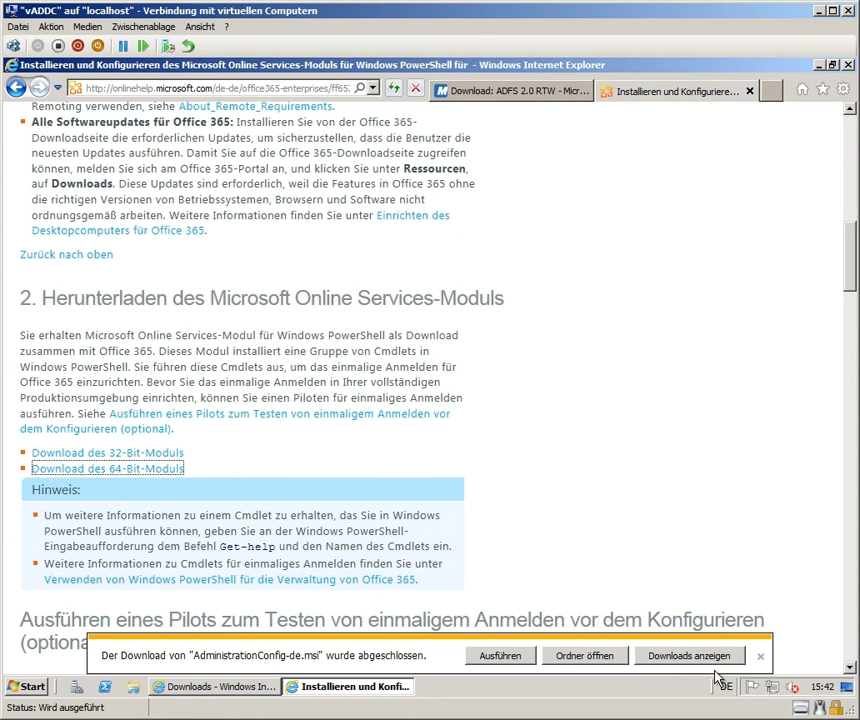 "vADDC" auf "localhost" - Verbindung mit virtuellen Computern
Datei Aktion Medien Zwischenablage Ansicht ?
Installieren und Konfigurieren des Microsoft Online Services-Moduls für Windows PowerShell für - Windows Internet Explorer
http://onlinehelp.microsoft.com/de-de/office365-enterprises/ff65
Download: ADFS 2.0 RTW - Micr...
Installieren und Konfiguriere...
Remoting verwenden, siehe About_Remote_Requirements.
Alle Softwareupdates für Office 365: Installieren Sie von der Office 365-
Downloadseite die erforderlichen Updates, um sicherzustellen, dass die Benutzer die
neuesten Updates ausführen. Damit Sie auf die Office 365-Downloadseite zugreifen
können, melden Sie sich am Office 365-Portal an, und klicken Sie unter Ressourcen,
auf Downloads. Diese Updates sind erforderlich, weil die Features in Office 365 ohne
die richtigen Versionen von Betriebssystemen, Browsern und Software nicht
ordnungsgemäß arbeiten. Weitere Informationen finden Sie unter Einrichten des
Desktopcomputers für Office 365.
Zurück nach oben
2. Herunterladen des Microsoft Online Services-Moduls
Sie erhalten Microsoft Online Services-Modul für Windows PowerShell als Download
zusammen mit Office 365. Dieses Modul installiert eine Gruppe von Cmdlets in
Windows PowerShell. Sie führen diese Cmdlets aus, um das einmalige Anmelden für
Office 365 einzurichten. Bevor Sie das einmalige Anmelden in Ihrer vollständigen
Produktionsumgebung einrichten, können Sie einen Piloten für einmaliges Anmelden
ausführen. Siehe Ausführen eines Pilots zum Testen von einmaligem Anmelden vor
dem Konfigurieren (optional).
Download des 32-Bit-Moduls
Download des 64-Bit-Moduls
Hinweis:
Um weitere Informationen zu einem Cmdlet zu erhalten, das Sie in Windows
PowerShell ausführen können, geben Sie an der Windows PowerShell-
Eingabeaufforderung dem Befehl Get-help und den Namen des Cmdlets ein.
Weitere Informationen zu Cmdlets für einmaliges Anmelden finden Sie unter
Verwenden von Windows PowerShell für die Verwaltung von Office 365.
Ausführen eines Pilots zum Testen von einmaligem Anmelden vor dem Konfigurieren
(optiona
Der Download von "AdministrationConfig-de.msi" wurde abgeschlossen. Ausführen Ordner öffnen Downloads anzeigen
Start Downloads - Windows In... Installieren und Konfi... DE 15:42
Status: Wird ausgeführt